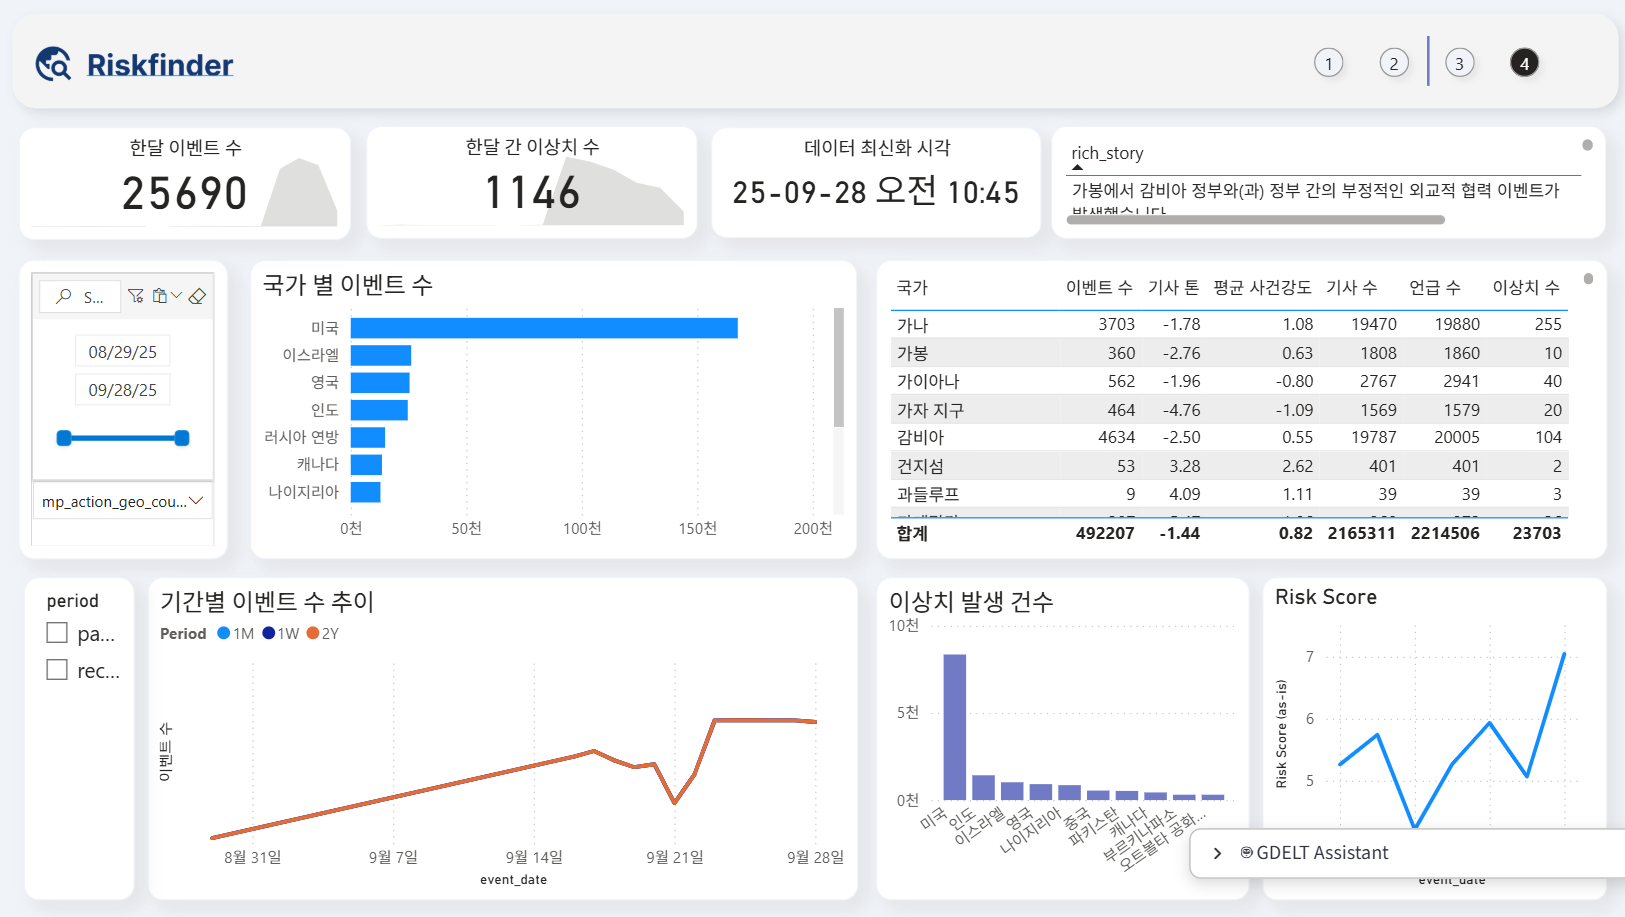 Riskfinder
1
2
3
4
한달 이벤트 수
25690
한달 간 이상치 수
1146
데이터 최신화 시각
25-09-28 오전 10:45
rich_story
가봉에서 감비아 정부와(과) 정부 간의 부정적인 외교적 협력 이벤트가
발생했습니다
S...
08/29/25
09/28/25
mp_action_geo_cou...
국가 별 이벤트 수
미국
이스라엘
영국
인도
러시아 연방
캐나다
나이지리아
0천 50천 100천 150천 200천
국가 이벤트 수 기사 톤 평균 사건강도 기사 수 언급 수 이상치 수
가나 3703 -1.78 1.08 19470 19880 255
가봉 360 -2.76 0.63 1808 1860 10
가이아나 562 -1.96 -0.80 2767 2941 40
가자 지구 464 -4.76 -1.09 1569 1579 20
감비아 4634 -2.50 0.55 19787 20005 104
건지섬 53 3.28 2.62 401 401 2
과들루프 9 4.09 1.11 39 39 3
합계 492207 -1.44 0.82 2165311 2214506 23703
period
pa...
rec...
기간별 이벤트 수 추이
Period 1M 1W 2Y
이벤트 수
8월 31일 9월 7일 9월 14일 9월 21일 9월 28일
event_date
이상치 발생 건수
10천
5천
0천
미국
인도
이스라엘
영국
나이지리아
중국
파키스탄
캐나다
부르키나파소
오트볼타 공화...
Risk Score
Risk Score (as-is)
7
6
5
GDELT Assistant
event_date